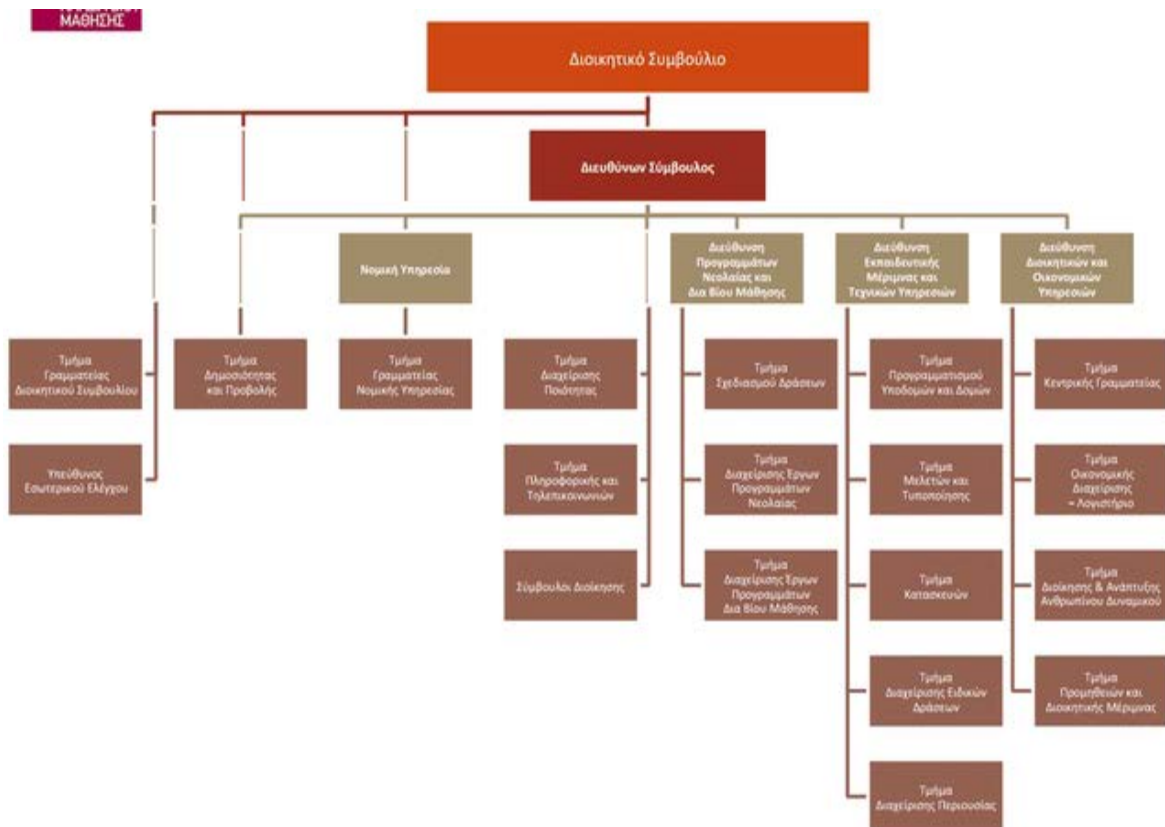 ΜΑΘΗΣΗΣ
Διοικητικό Συμβούλιο
Διευθύνων Σύμβουλος
Νομική Υπηρεσία
Διεύθυνση
Προγραμμάτων
Νεολαίας και
Δια Βίου Μάθησης
Διεύθυνση
Εκπαιδευτικής
Μέριμνας και
Τεχνικών Υπηρεσιών
Διεύθυνση
Διοικητικών και
Οικονομικών
Υπηρεσιών
Τμήμα
Γραμματείας
Διοικητικού Συμβουλίου
Τμήμα
Δημοσιότητας
και Προβολής
Τμήμα
Γραμματείας
Νομικής Υπηρεσίας
Τμήμα
Διαχείρισης
Ποιότητας
Τμήμα
Σχεδιασμού Δράσεων
Τμήμα
Προγραμματισμού
Υποδομών και Δομών
Τμήμα
Κεντρικής Γραμματείας
Υπεύθυνος
Εσωτερικού Ελέγχου
Τμήμα
Πληροφορικής και
Τηλεπικοινωνιών
Τμήμα
Διαχείρισης Έργων
Προγραμμάτων
Νεολαίας
Τμήμα
Μελετών και
Τυποποίησης
Τμήμα
Οικονομικής
Διαχείρισης
– Λογιστήριο
Σύμβουλοι Διοίκησης
Τμήμα
Διαχείρισης Έργων
Προγραμμάτων
Δια Βίου Μάθησης
Τμήμα
Κατασκευών
Τμήμα
Διοίκησης & Ανάπτυξης
Ανθρωπίνου Δυναμικού
Τμήμα
Διαχείρισης Ειδικών
Δράσεων
Τμήμα
Προμηθειών και
Διοικητικής Μέριμνας
Τμήμα
Διαχείρισης Περιουσίας